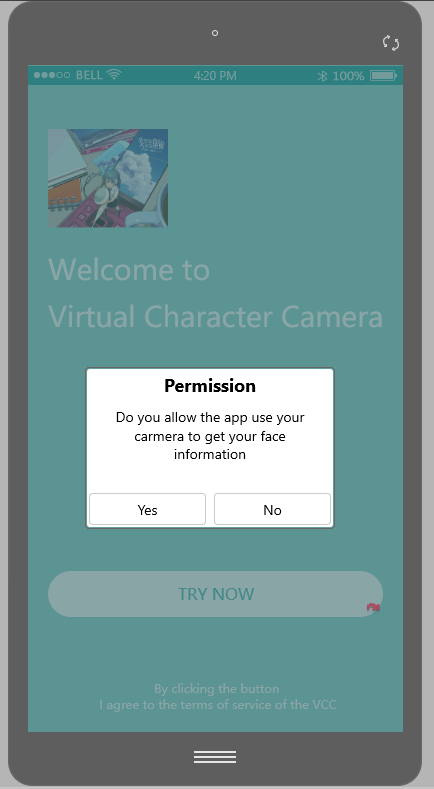 BELL
4:20 PM
100%
Welcome to
Virtual Character Camera
Permission
Do you allow the app use your
carmera to get your face
information
Yes
No
TRY NOW
By clicking the button
I agree to the terms of service of the VCC